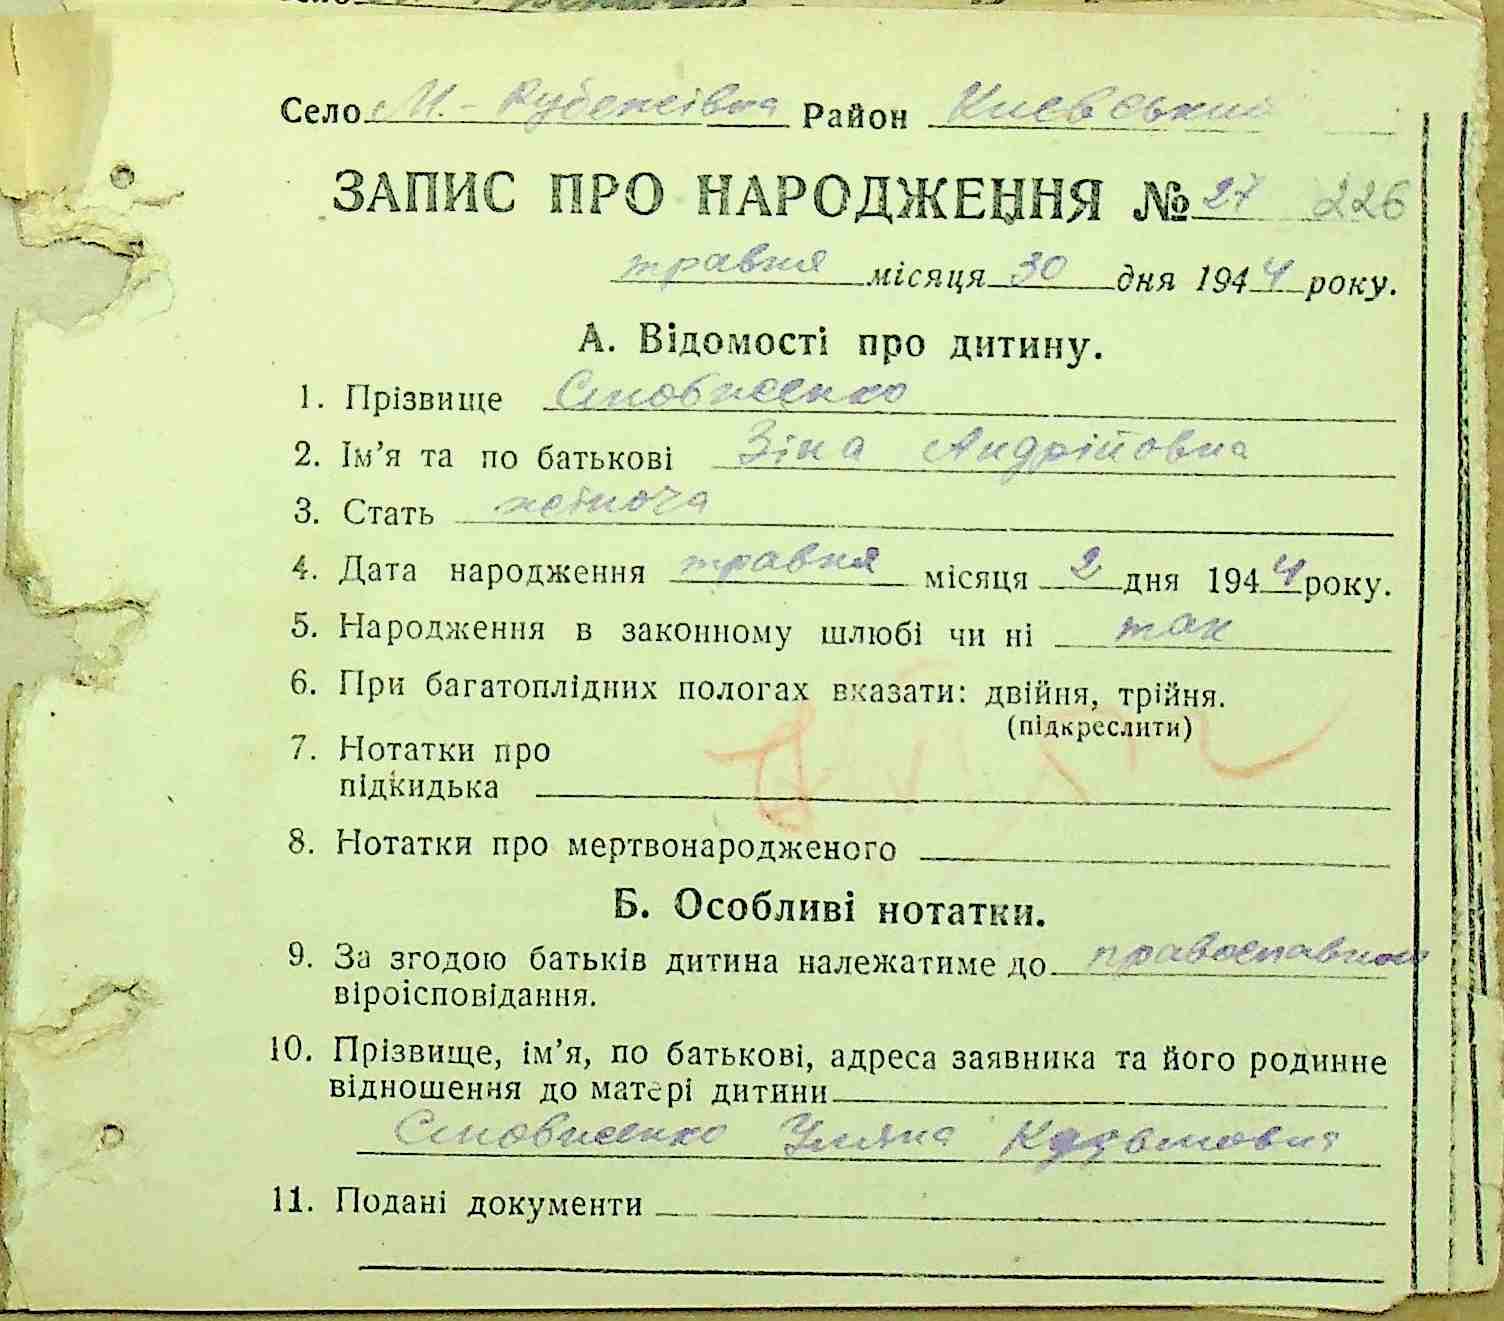 Село М.-Рубежівка Район Києвський
ЗАПИС ПРО НАРОДЖЕННЯ № 27 226
травня місяця 30 дня 1944 року.
А. Відомості про дитину.
1. Прізвище
2. Ім’я та по батькові Зіна Андріївовна
3. Стать жіноча
4. Дата народження травня місяця 2 дня 1944 року.
5. Народження в законному шлюбі чи ні так
6. При багатоплідних пологах вказати: двійня, трійня.
(підкреслити)
7. Нотатки про
підкидька
8. Нотатки про мертвонародженого
Б. Особливі нотатки.
9. За згодою батьків дитина належатиме до православного
віроісповідання.
10. Прізвище, ім’я, по батькові, адреса заявника та його родинне
відношення до матері дитини
Уляна
11. Подані документи